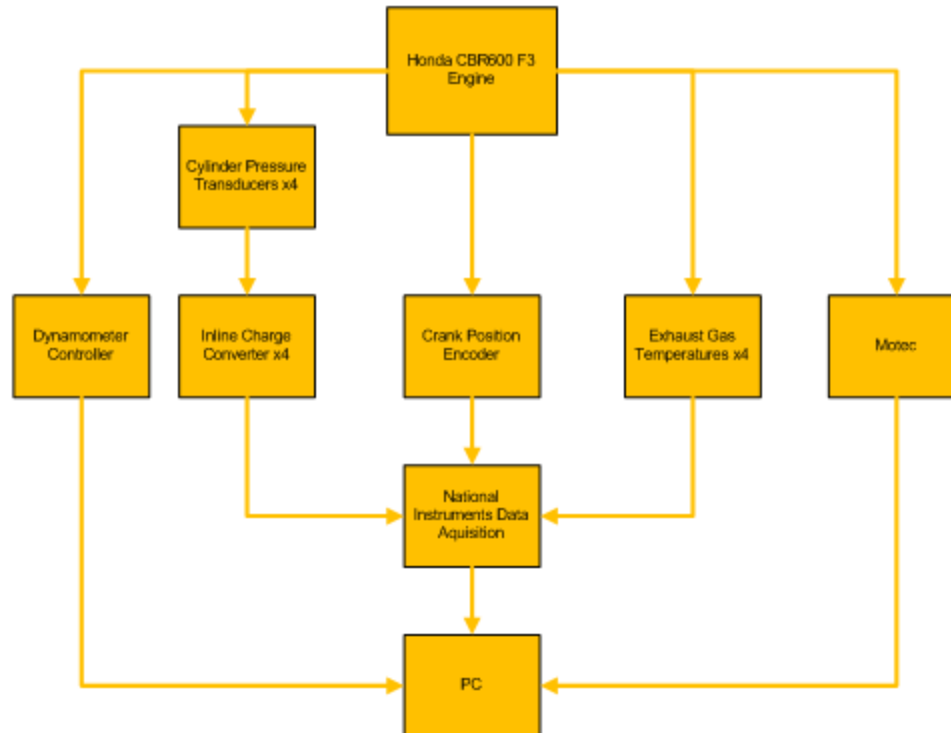 Honda CBR600 F3
Engine
Cylinder Pressure
Transducers x4
Dynamometer
Controller
Inline Charge
Converter x4
Crank Position
Encoder
Exhaust Gas
Temperatures x4
Motec
National
Instruments Data
Aquisition
PC